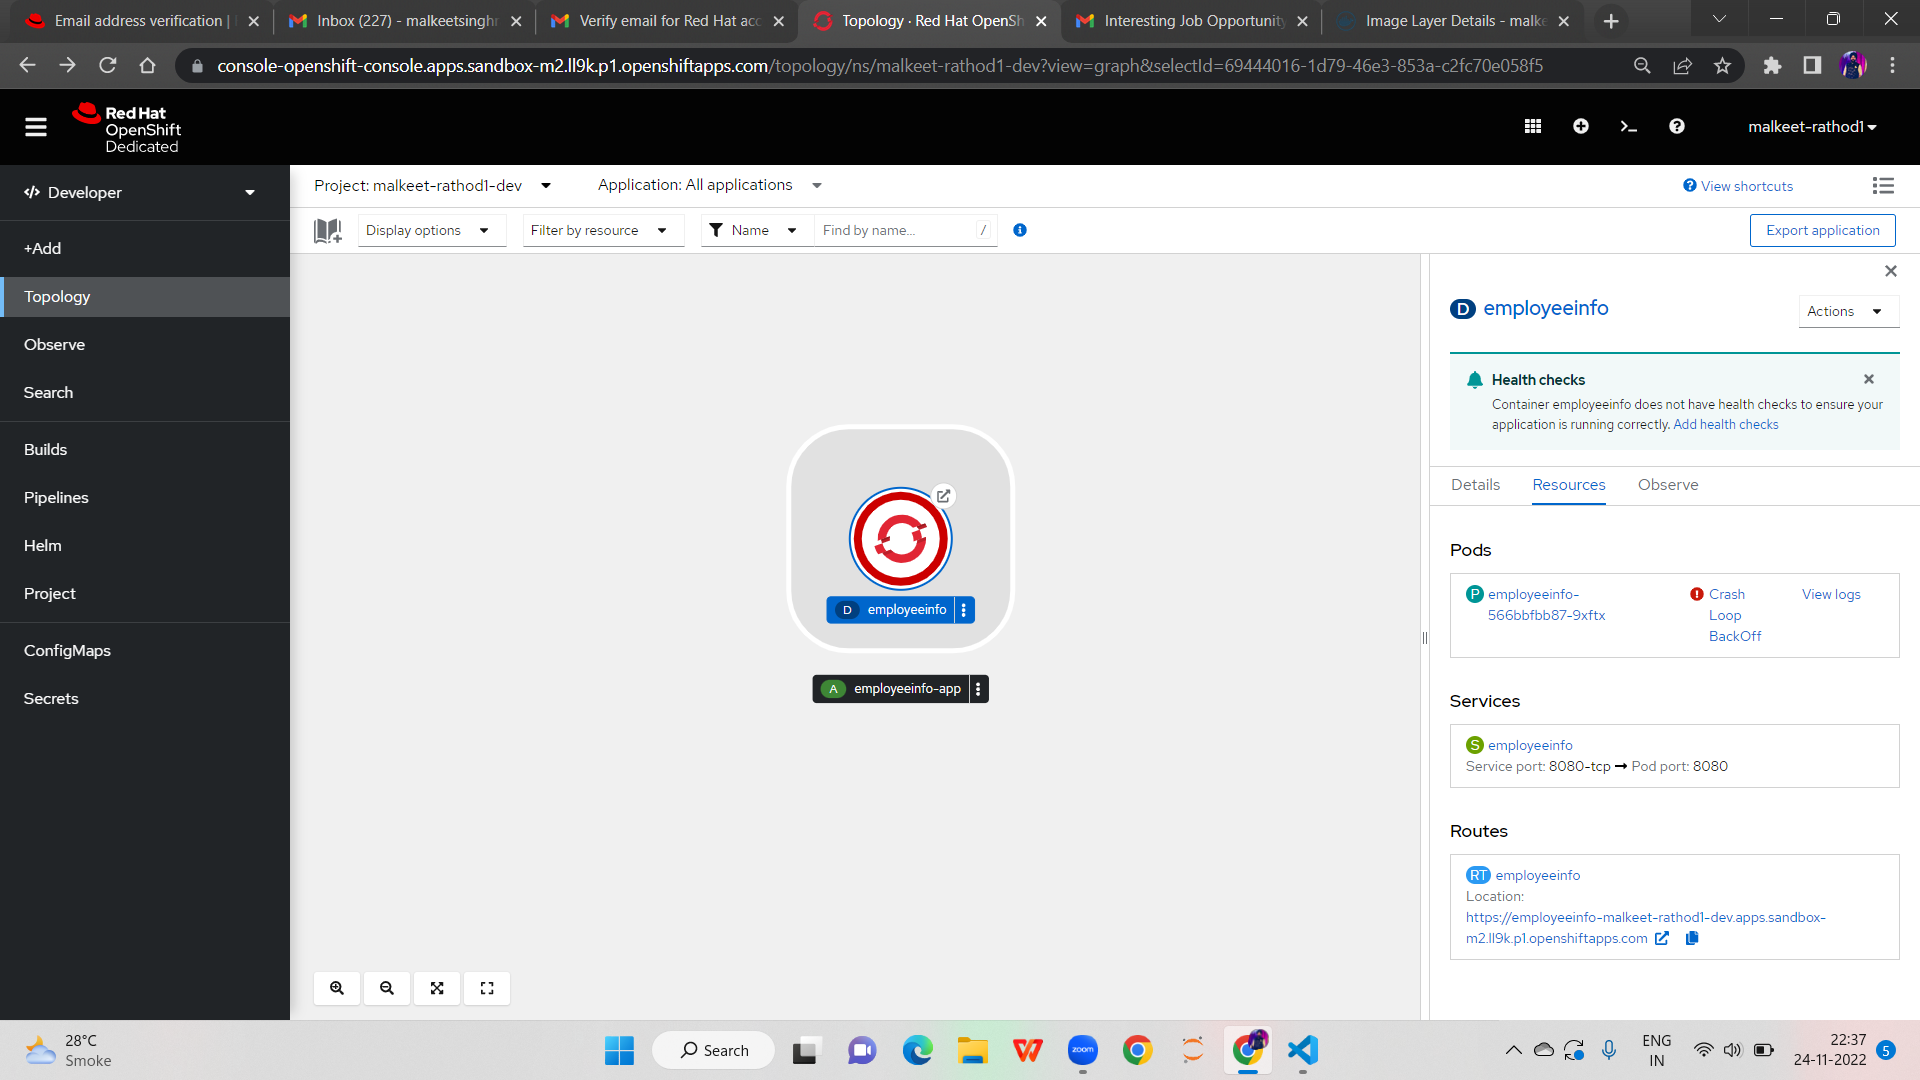 Email address verification |
Inbox (227) - malkeetsinghr
Verify email for Red Hat acc
Topology · Red Hat OpenSh
Interesting Job Opportunity
Image Layer Details - malke
console-openshift-console.apps.sandbox-m2.ll9k.p1.openshiftapps.com/topology/ns/malkeet-rathod1-dev?view=graph&selectId=69444016-1d79-46e3-853a-c2fc70e058f5
Red Hat
OpenShift
Dedicated
malkeet-rathod1
Developer
+Add
Topology
Observe
Search
Builds
Pipelines
Helm
Project
ConfigMaps
Secrets
Project: malkeet-rathod1-dev
Application: All applications
View shortcuts
Display options
Filter by resource
Name
Find by name...
/
Export application
D employeeinfo
A employeeinfo-app
D employeeinfo
Actions
Health checks
Container employeeinfo does not have health checks to ensure your
application is running correctly. Add health checks
Details
Resources
Observe
Pods
P employeeinfo-
566bbfbb87-9xftx
Crash
Loop
BackOff
View logs
Services
S employeeinfo
Service port: 8080-tcp → Pod port: 8080
Routes
RT employeeinfo
Location:
https://employeeinfo-malkeet-rathod1-dev.apps.sandbox-
m2.ll9k.p1.openshiftapps.com
28°C
Smoke
Search
zoom
ENG
IN
22:37
24-11-2022
5